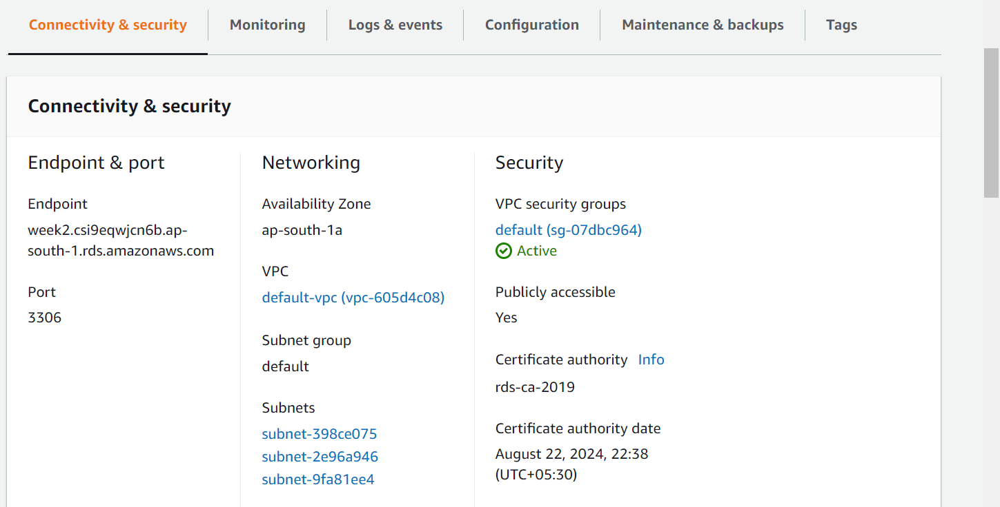 Connectivity & security
Monitoring
Logs & events
Configuration
Maintenance & backups
Tags
Connectivity & security
Endpoint & port
Endpoint
week2.csi9eqwjcn6b.ap-
south-1.rds.amazonaws.com
Port
3306
Networking
Availability Zone
ap-south-1a
VPC
default-vpc (vpc-605d4c08)
Subnet group
default
Subnets
subnet-398ce075
subnet-2e96a946
subnet-9fa81ee4
Security
VPC security groups
default (sg-07dbc964)
Active
Publicly accessible
Yes
Certificate authority Info
rds-ca-2019
Certificate authority date
August 22, 2024, 22:38
(UTC+05:30)